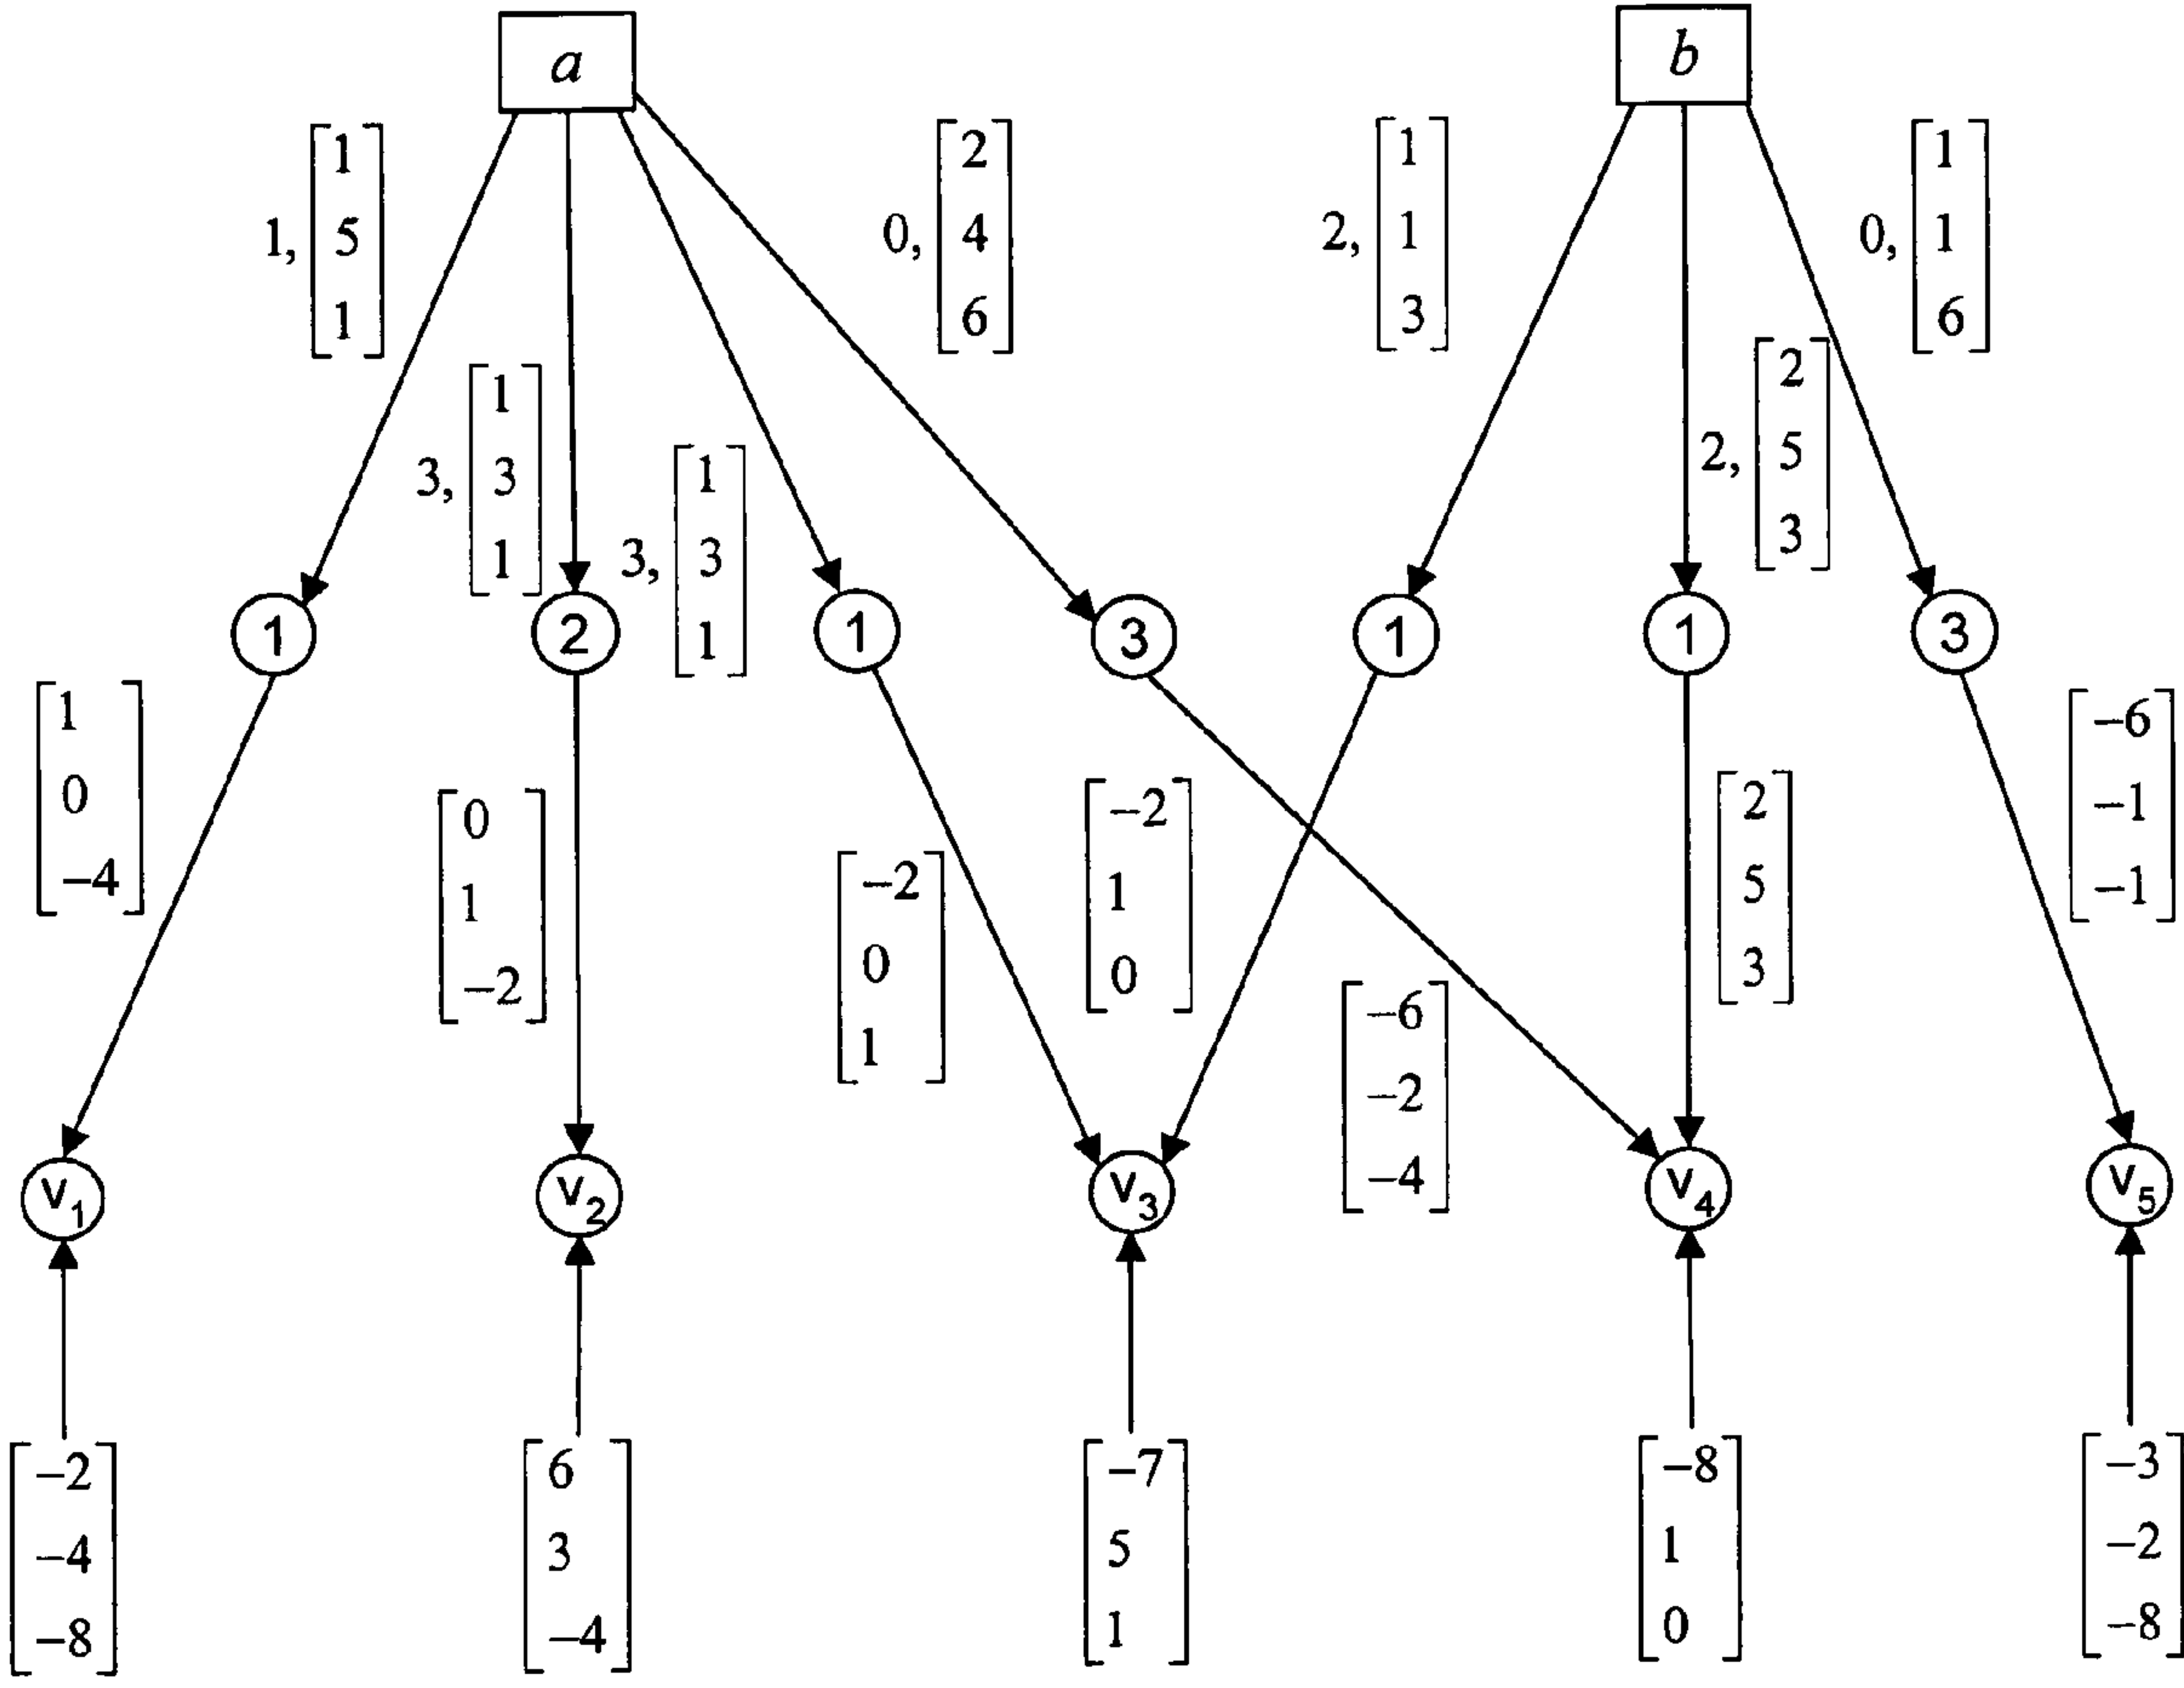 a b
1, [1 5 1]
0, [2 4 6]
2, [1 1 3]
0, [1 1 6]
3, [1 3 1]
3, [1 3 1]
2, [2 5 3]
1 2 1 3 1 1 3
[1 0 -4]
[0 1 -2]
[-2 0 1]
[-2 1 0]
[-6 -2 -4]
[2 5 3]
[-6 -1 -1]
v1 v2 v3 v4 v5
[-2 -4 -8]
[6 3 -4]
[-7 5 1]
[-8 1 0]
[-3 -2 -8]